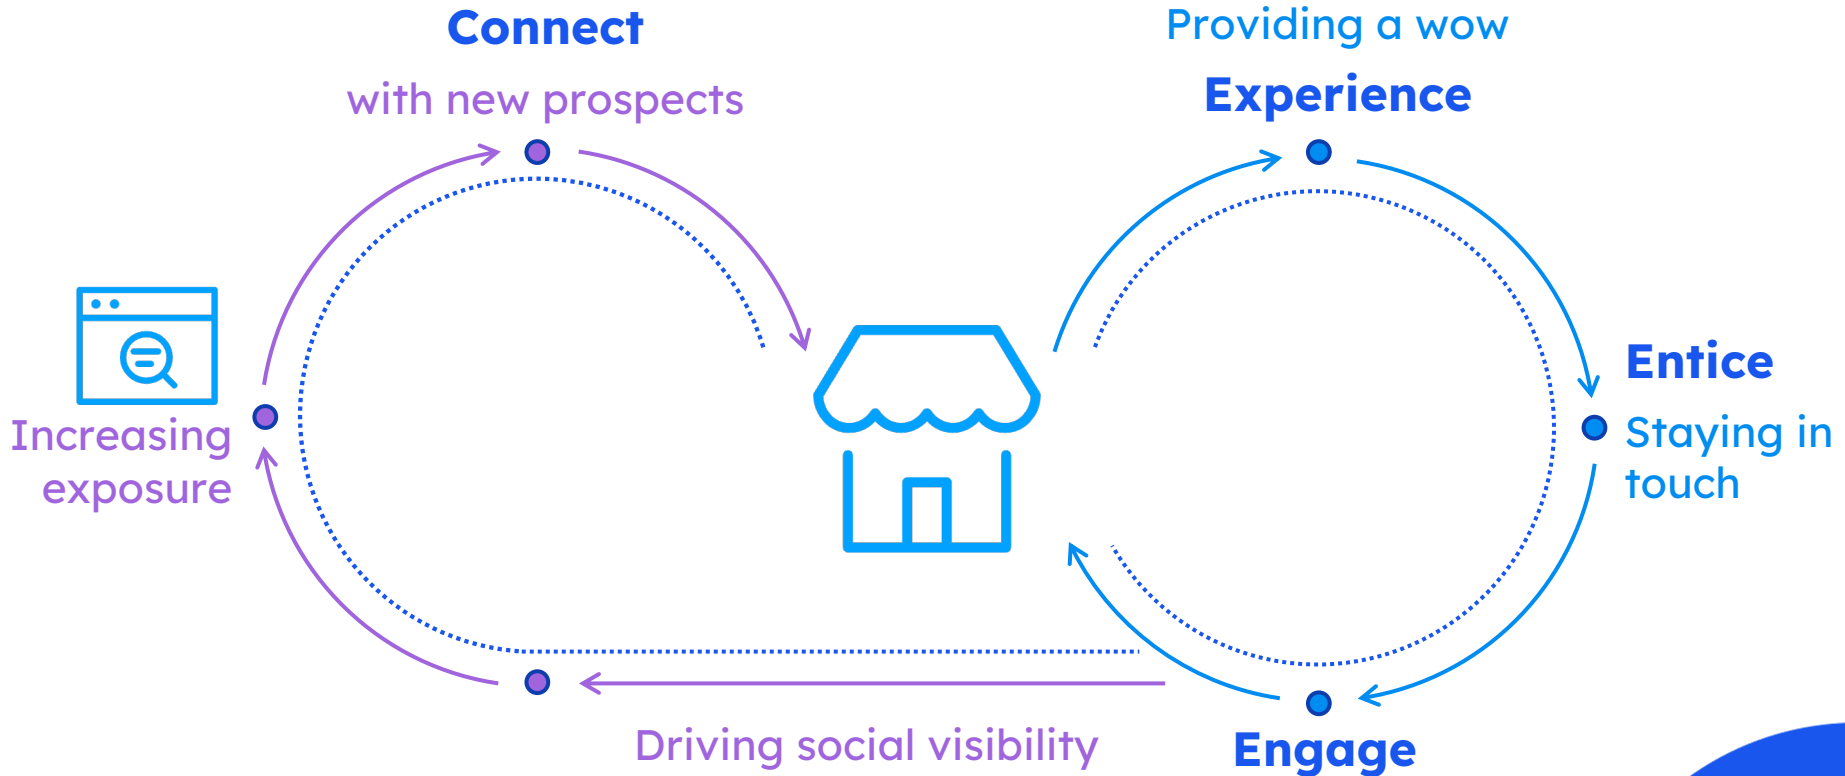 Connect
with new prospects
Providing a wow
Experience
Increasing
exposure
Entice
Staying in
touch
Driving social visibility
Engage